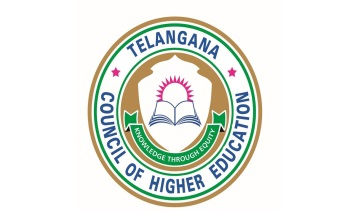 TELANGANA
COUNCIL OF HIGHER EDUCATION
KNOWLEDGE THROUGH EQUITY